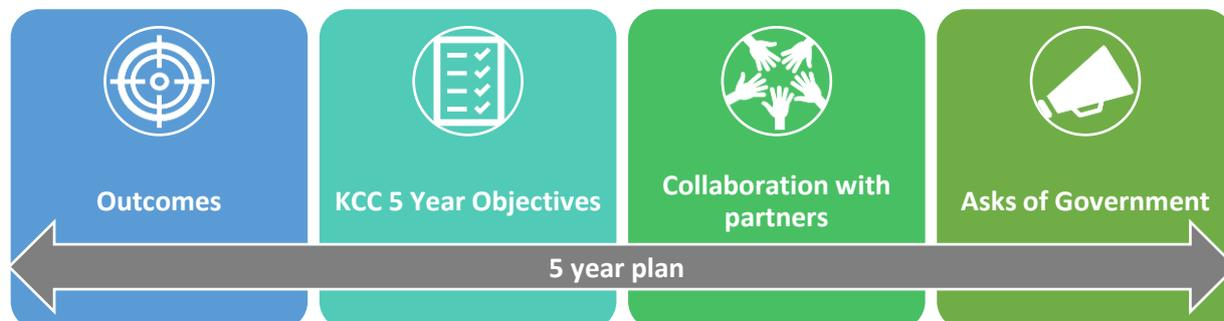 Outcomes
KCC 5 Year Objectives
Collaboration with
partners
Asks of Government
5 year plan